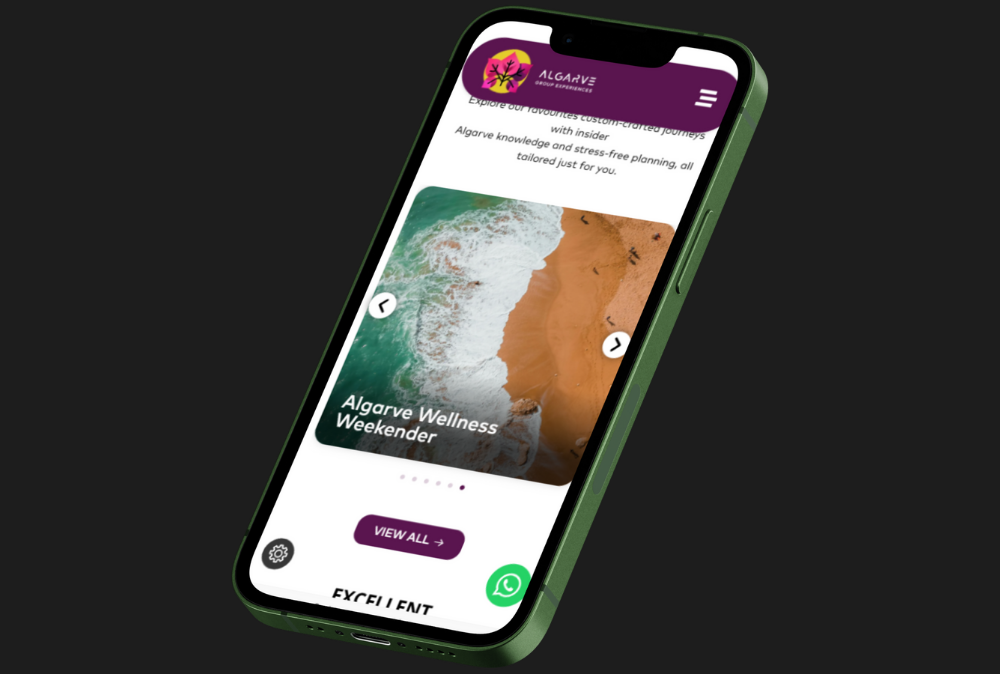 ALGARVE
GROUP EXPERIENCES
Explore our favourites custom-crafted journeys
with insider
Algarve knowledge and stress-free planning, all
tailored just for you.
Algarve Wellness
Weekender
VIEW ALL →
EXCELLENT